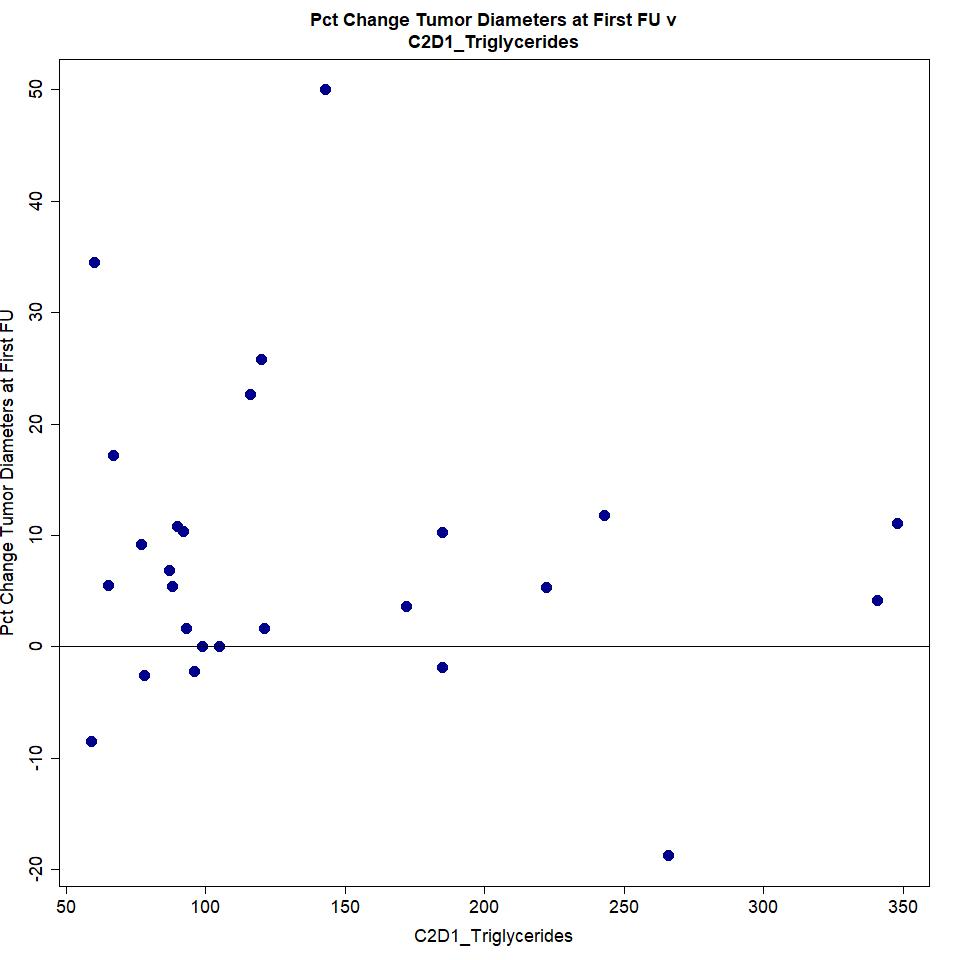 Pct Change Tumor Diameters at First FU v
C2D1_Triglycerides
Pct Change Tumor Diameters at First FU
50
40
30
20
10
0
-10
-20
50 100 150 200 250 300 350
C2D1_Triglycerides